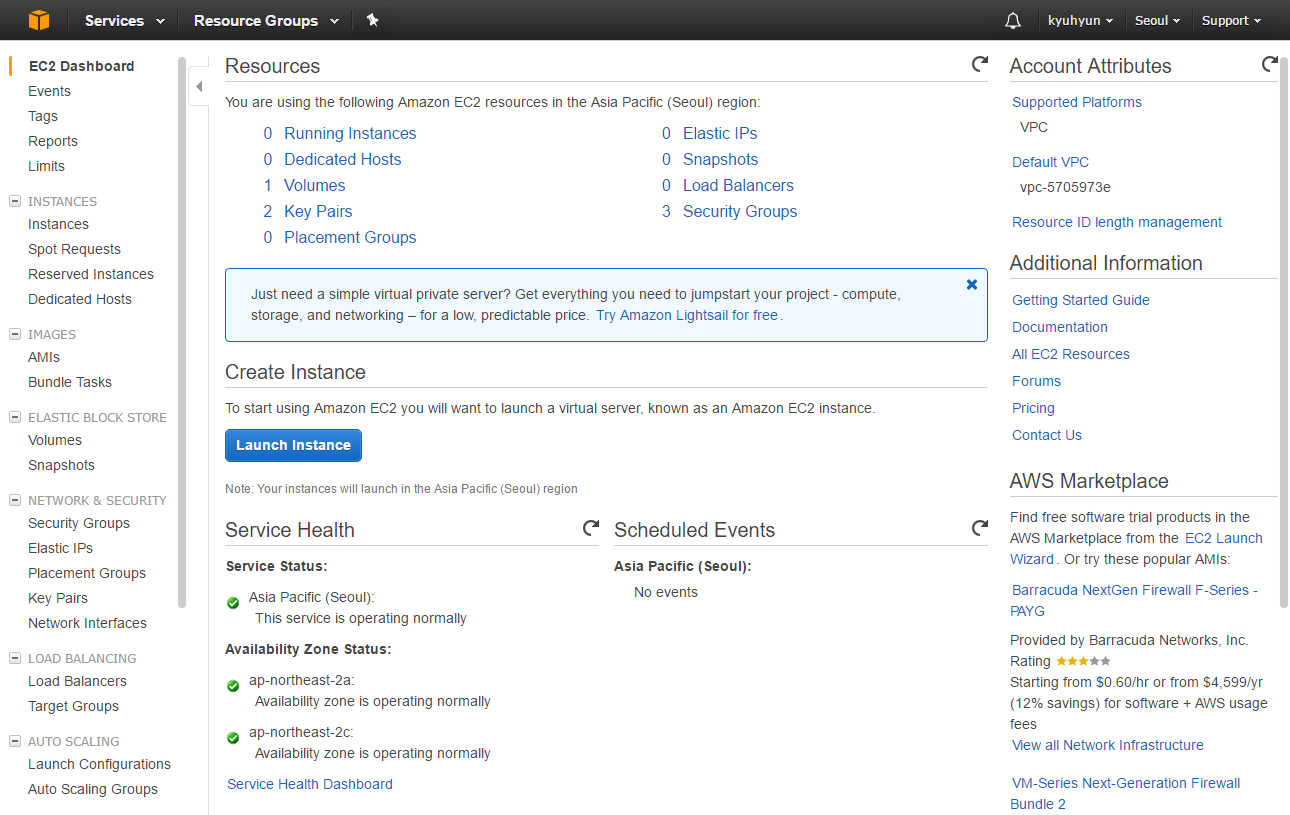 Services
Resource Groups
kyuhyun
Seoul
Support
EC2 Dashboard
Events
Tags
Reports
Limits
INSTANCES
Instances
Spot Requests
Reserved Instances
Dedicated Hosts
IMAGES
AMIs
Bundle Tasks
ELASTIC BLOCK STORE
Volumes
Snapshots
NETWORK & SECURITY
Security Groups
Elastic IPs
Placement Groups
Key Pairs
Network Interfaces
LOAD BALANCING
Load Balancers
Target Groups
AUTO SCALING
Launch Configurations
Auto Scaling Groups
Resources
You are using the following Amazon EC2 resources in the Asia Pacific (Seoul) region:
0 Running Instances
0 Dedicated Hosts
1 Volumes
2 Key Pairs
0 Placement Groups
0 Elastic IPs
0 Snapshots
0 Load Balancers
3 Security Groups
Just need a simple virtual private server? Get everything you need to jumpstart your project - compute,
storage, and networking – for a low, predictable price. Try Amazon Lightsail for free.
Create Instance
To start using Amazon EC2 you will want to launch a virtual server, known as an Amazon EC2 instance.
Launch Instance
Note: Your instances will launch in the Asia Pacific (Seoul) region
Service Health
Service Status:
Asia Pacific (Seoul):
This service is operating normally
Availability Zone Status:
ap-northeast-2a:
Availability zone is operating normally
ap-northeast-2c:
Availability zone is operating normally
Service Health Dashboard
Scheduled Events
Asia Pacific (Seoul):
No events
Account Attributes
Supported Platforms
VPC
Default VPC
vpc-5705973e
Resource ID length management
Additional Information
Getting Started Guide
Documentation
All EC2 Resources
Forums
Pricing
Contact Us
AWS Marketplace
Find free software trial products in the
AWS Marketplace from the EC2 Launch
Wizard. Or try these popular AMIs:
Barracuda NextGen Firewall F-Series -
PAYG
Provided by Barracuda Networks, Inc.
Rating
Starting from $0.60/hr or from $4,599/yr
(12% savings) for software + AWS usage
fees
View all Network Infrastructure
VM-Series Next-Generation Firewall
Bundle 2